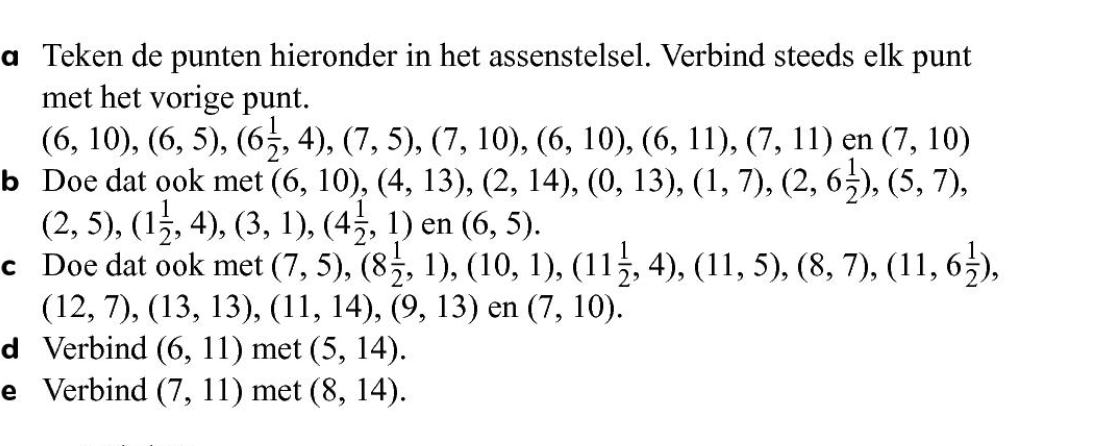 a Teken de punten hieronder in het assenstelsel. Verbind steeds elk punt
met het vorige punt.
(6, 10), (6, 5), (6½, 4), (7, 5), (7, 10), (6, 10), (6, 11), (7, 11) en (7, 10)
b Doe dat ook met (6, 10), (4, 13), (2, 14), (0, 13), (1, 7), (2, 6½), (5, 7),
(2, 5), (1½, 4), (3, 1), (4½, 1) en (6, 5).
c Doe dat ook met (7, 5), (8½, 1), (10, 1), (11½, 4), (11, 5), (8, 7), (11, 6½),
(12, 7), (13, 13), (11, 14), (9, 13) en (7, 10).
d Verbind (6, 11) met (5, 14).
e Verbind (7, 11) met (8, 14).